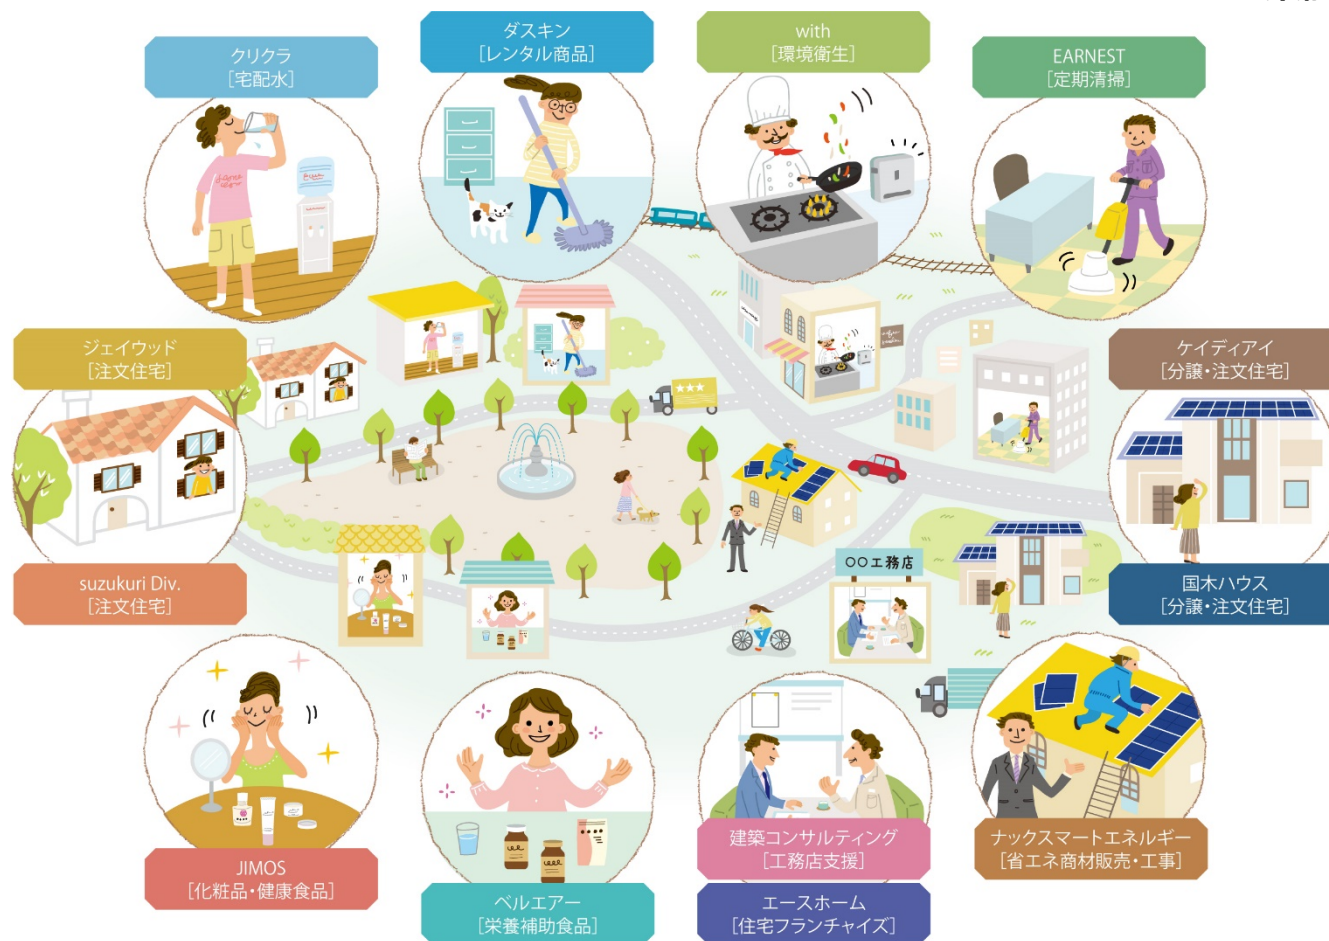 クリクラ
[宅配水]
ダスキン
[レンタル商品]
with
[環境衛生]
EARNEST
[定期清掃]
ジェイウッド
[注文住宅]
ケイディアイ
[分譲・注文住宅]
suzukuri Div.
[注文住宅]
国木ハウス
[分譲・注文住宅]
○○工務店
JIMOS
[化粧品・健康食品]
ベルエアー
[栄養補助食品]
建築コンサルティング
[工務店支援]
エースホーム
[住宅フランチャイズ]
ナックスマートエネルギー
[省エネ商材販売・工事]